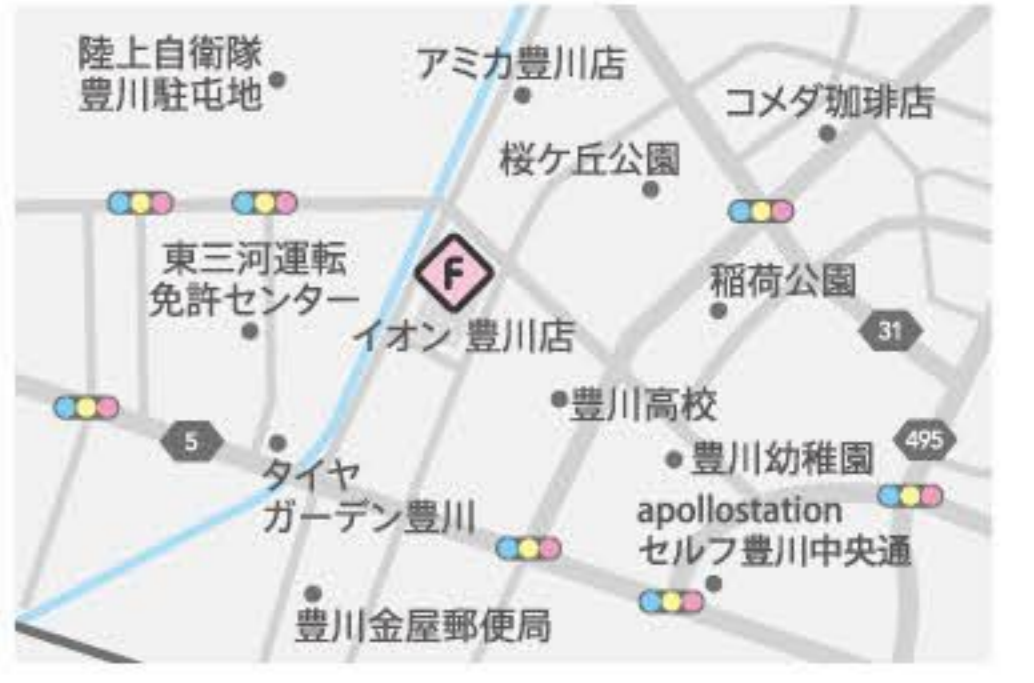 陸上自衛隊
豊川駐屯地
アミカ豊川店
コメダ珈琲店
桜ケ丘公園
東三河運転
免許センター
F
稲荷公園
イオン 豊川店
31
豊川高校
5
495
豊川幼稚園
タイヤ
ガーデン豊川
apollostation
セルフ豊川中央通
豊川金屋郵便局